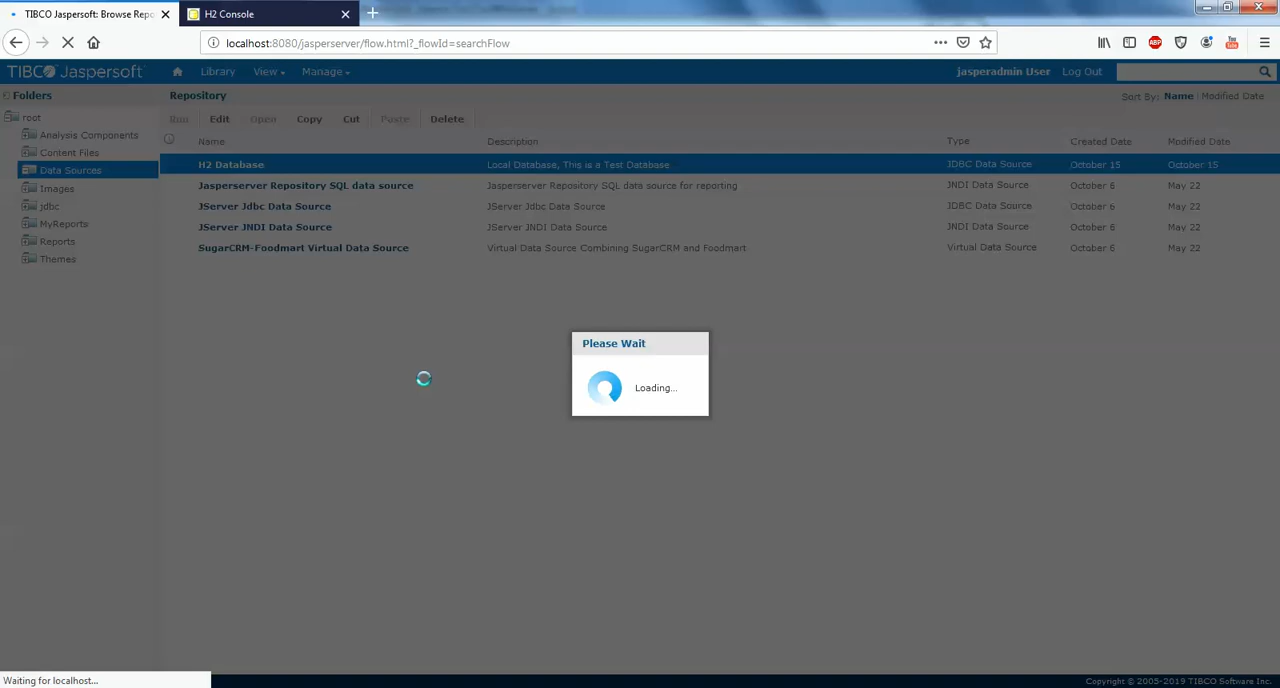 TIBCO Jaspersoft: Browse Repo
H2 Console
localhost:8080/jasperserver/flow.html?_flowId=searchFlow
TIBCO Jaspersoft
Library
View
Manage
jasperadmin User
Log Out
Folders
Repository
Sort By: Name | Modified Date
root
Analysis Components
Content Files
Data Sources
Images
jdbc
MyReports
Reports
Themes
Run Edit Open Copy Cut Paste Delete
Name Description Type Created Date Modified Date
H2 Database Local Database, This is a Test Database JDBC Data Source October 15 October 15
Jasperserver Repository SQL data source Jasperserver Repository SQL data source for reporting JNDI Data Source October 6 May 22
JServer Jdbc Data Source JServer Jdbc Data Source JDBC Data Source October 6 May 22
JServer JNDI Data Source JServer JNDI Data Source JNDI Data Source October 6 May 22
SugarCRM-Foodmart Virtual Data Source Virtual Data Source Combining SugarCRM and Foodmart Virtual Data Source October 6 May 22
Please Wait
Loading...
Waiting for localhost...
Copyright © 2005-2019 TIBCO Software Inc.